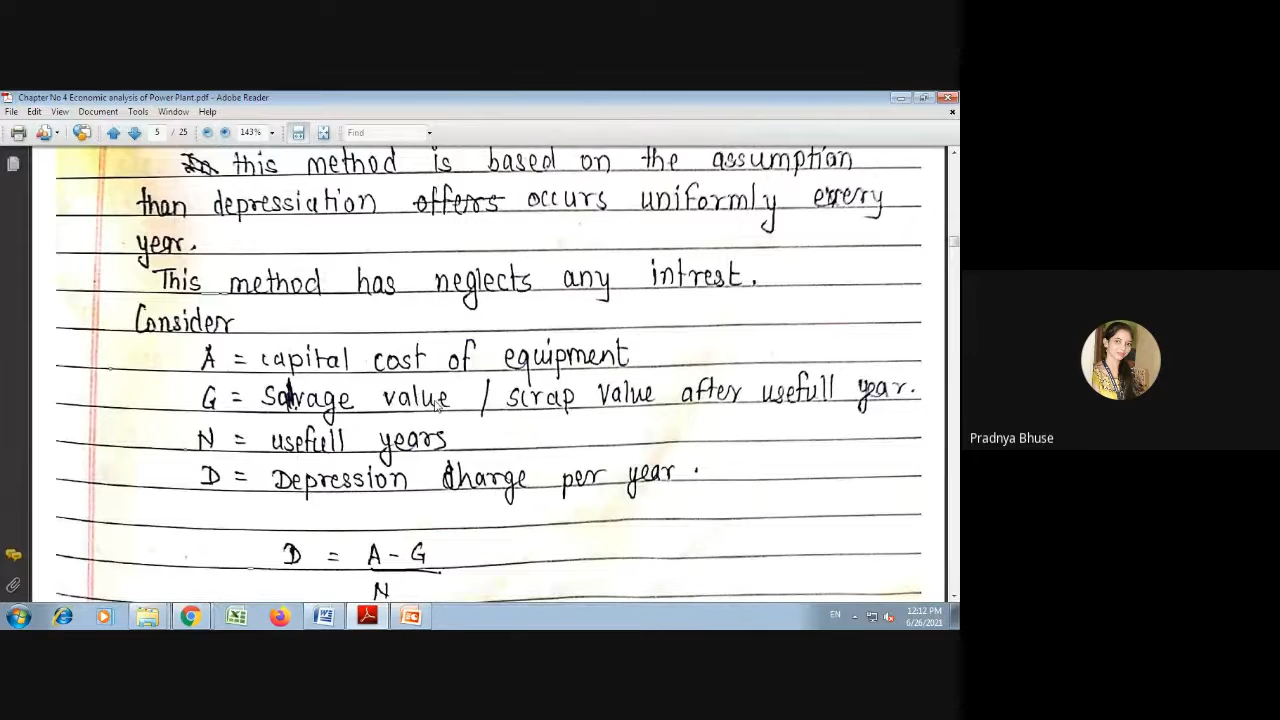 Chapter No 4 Economic analysis of Power Plant.pdf - Adobe Reader
File Edit View Document Tools Window Help
5 / 25 143% Find
this method is based on the assumption
than depressiation offers occurs uniformly every
year.
This method has neglects any intrest.
Consider
A = capital cost of equipment
G = Salvage value / scrap value after usefull year.
N = usefull years
D = Depression charge per year.
D = A - G
N
Pradnya Bhuse
EN
12:12 PM
6/26/2021